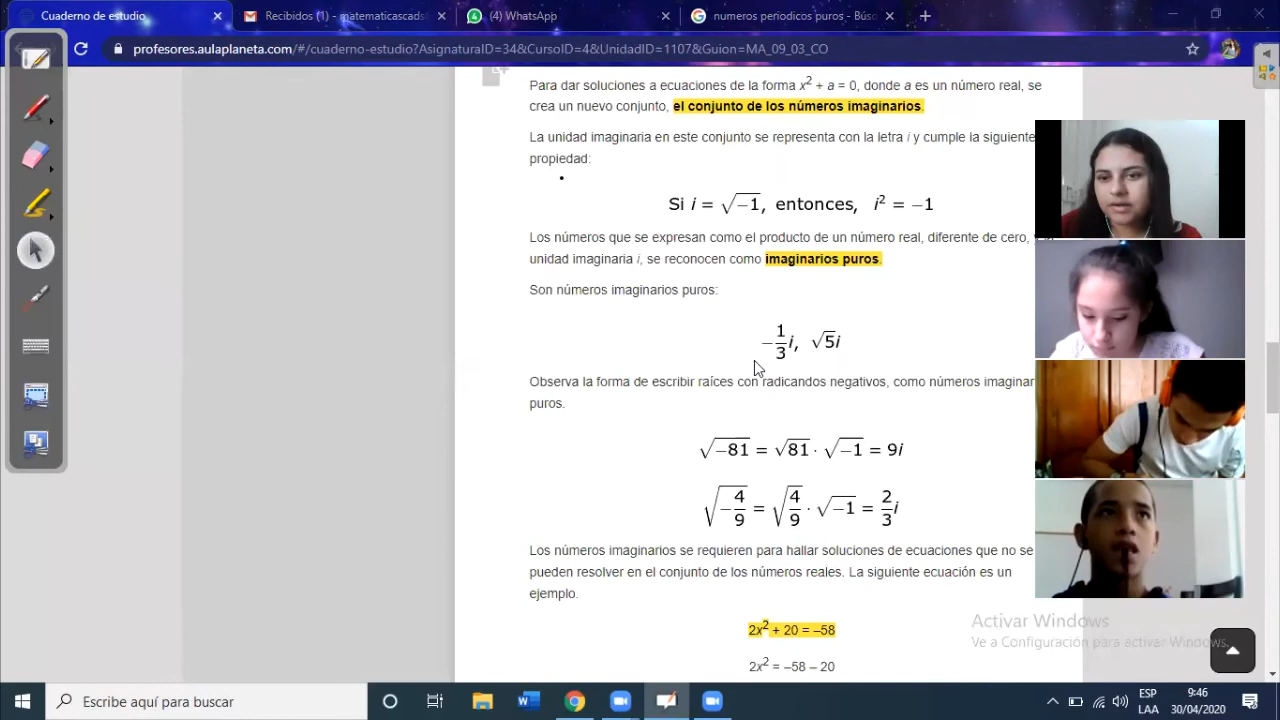 Cuaderno de estudio
Recibidos (1) - matematicascads
(4) WhatsApp
numeros periodicos puros - Bús
profesores.aulaplaneta.com/#/cuaderno-estudio?AsignaturaID=34&CursoID=4&UnidadID=1107&Guion=MA_09_03_CO
Para dar soluciones a ecuaciones de la forma x² + a = 0, donde a es un número real, se
crea un nuevo conjunto, el conjunto de los números imaginarios.
La unidad imaginaria en este conjunto se representa con la letra i y cumple la siguiente
propiedad:
Si i = √−1, entonces, i² = −1
Los números que se expresan como el producto de un número real, diferente de cero,
unidad imaginaria i, se reconocen como imaginarios puros.
Son números imaginarios puros:
−1/3 i, √5i
Observa la forma de escribir raíces con radicandos negativos, como números imaginar
puros.
√−81 = √81 · √−1 = 9i
√−4/9 = √4/9 · √−1 = 2/3 i
Los números imaginarios se requieren para hallar soluciones de ecuaciones que no se
pueden resolver en el conjunto de los números reales. La siguiente ecuación es un
ejemplo.
2x² + 20 = –58
2x² = –58 – 20
Activar Windows
Ve a Configuración para activar Windows.
Escribe aquí para buscar
ESP
LAA
9:46
30/04/2020